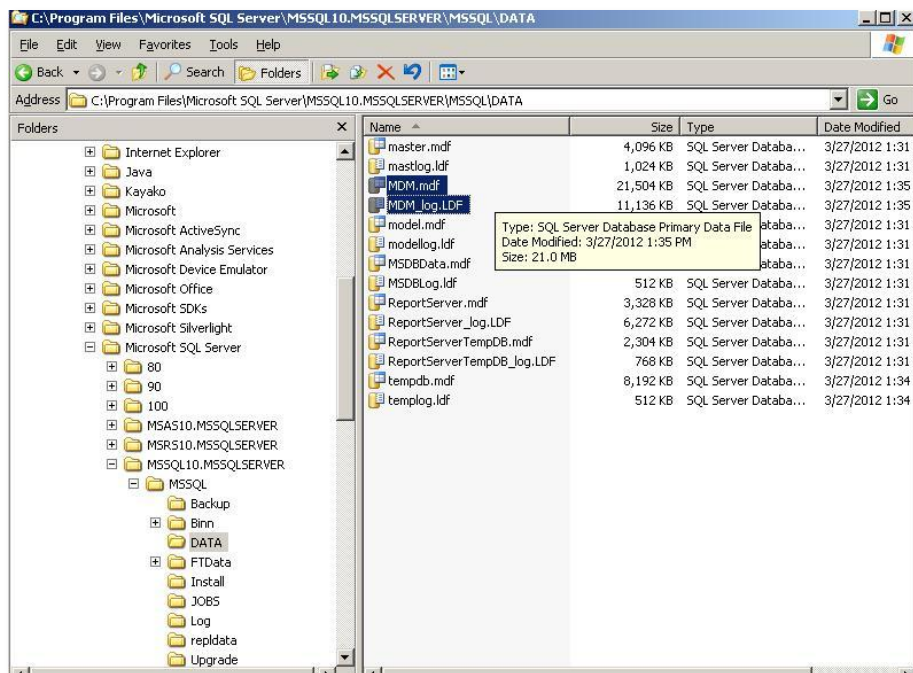 C:\Program Files\Microsoft SQL Server\MSSQL10.MSSQLSERVER\MSSQL\DATA
File Edit View Favorites Tools Help
Back Search Folders
Address C:\Program Files\Microsoft SQL Server\MSSQL10.MSSQLSERVER\MSSQL\DATA Go
Folders
Internet Explorer
Java
Kayako
Microsoft
Microsoft ActiveSync
Microsoft Analysis Services
Microsoft Device Emulator
Microsoft Office
Microsoft SDKs
Microsoft Silverlight
Microsoft SQL Server
80
90
100
MSAS10.MSSQLSERVER
MSRS10.MSSQLSERVER
MSSQL10.MSSQLSERVER
MSSQL
Backup
Binn
DATA
FTData
Install
JOBS
Log
repldata
Upgrade
Name Size Type Date Modified
master.mdf 4,096 KB SQL Server Databa... 3/27/2012 1:31
mastlog.ldf 1,024 KB SQL Server Databa... 3/27/2012 1:31
MDM.mdf 21,504 KB SQL Server Databa... 3/27/2012 1:35
MDM_log.LDF 11,136 KB SQL Server Databa... 3/27/2012 1:35
model.mdf ataba... 3/27/2012 1:31
modellog.ldf ataba... 3/27/2012 1:31
MSDBData.mdf ataba... 3/27/2012 1:31
MSDBLog.ldf 512 KB SQL Server Databa... 3/27/2012 1:31
ReportServer.mdf 3,328 KB SQL Server Databa... 3/27/2012 1:31
ReportServer_log.LDF 6,272 KB SQL Server Databa... 3/27/2012 1:31
ReportServerTempDB.mdf 2,304 KB SQL Server Databa... 3/27/2012 1:31
ReportServerTempDB_log.LDF 768 KB SQL Server Databa... 3/27/2012 1:31
tempdb.mdf 8,192 KB SQL Server Databa... 3/27/2012 1:34
templog.ldf 512 KB SQL Server Databa... 3/27/2012 1:34
Type: SQL Server Database Primary Data File
Date Modified: 3/27/2012 1:35 PM
Size: 21.0 MB